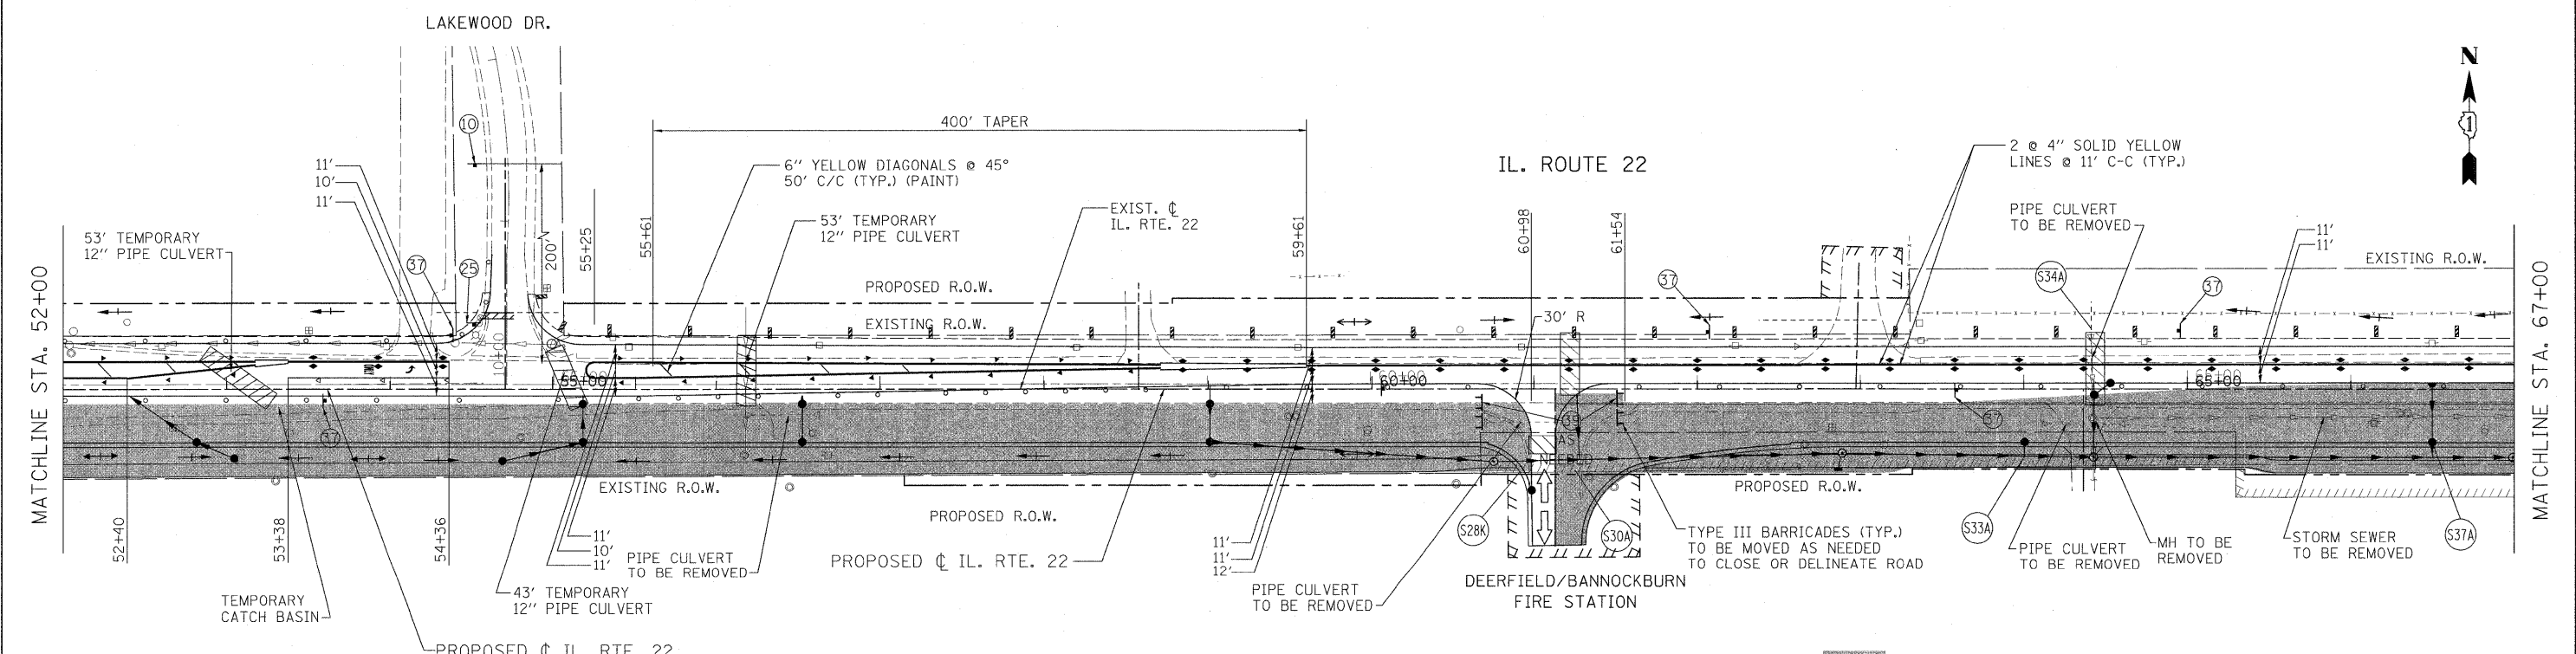 LAKEWOOD DR.
N
1
10
400' TAPER
11'
10'
11'
6" YELLOW DIAGONALS @ 45°
50' C/C (TYP.) (PAINT)
IL. ROUTE 22
2 @ 4" SOLID YELLOW
LINES @ 11' C-C (TYP.)
53' TEMPORARY
12" PIPE CULVERT
37
25
200'
55+25
55+61
53' TEMPORARY
12" PIPE CULVERT
EXIST. ℄
IL. RTE. 22
59+61
60+98
61+54
PIPE CULVERT
TO BE REMOVED
11'
11'
EXISTING R.O.W.
PROPOSED R.O.W.
37
S34A
37
EXISTING R.O.W.
30' R
MATCHLINE STA. 52+00
MATCHLINE STA. 67+00
10+00
55+00
60+00
65+00
37
39
AS
NEEDED
37
EXISTING R.O.W.
PROPOSED R.O.W.
PROPOSED R.O.W.
52+40
53+38
54+36
11'
10'
11'
PIPE CULVERT
TO BE REMOVED
PROPOSED ℄ IL. RTE. 22
11'
11'
12'
S28K
S30A
TYPE III BARRICADES (TYP.)
TO BE MOVED AS NEEDED
TO CLOSE OR DELINEATE ROAD
S33A
PIPE CULVERT
TO BE REMOVED
MH TO BE
REMOVED
STORM SEWER
TO BE REMOVED
S37A
TEMPORARY
CATCH BASIN
43' TEMPORARY
12" PIPE CULVERT
PIPE CULVERT
TO BE REMOVED
DEERFIELD/BANNOCKBURN
FIRE STATION
PROPOSED ℄ IL. RTE. 22